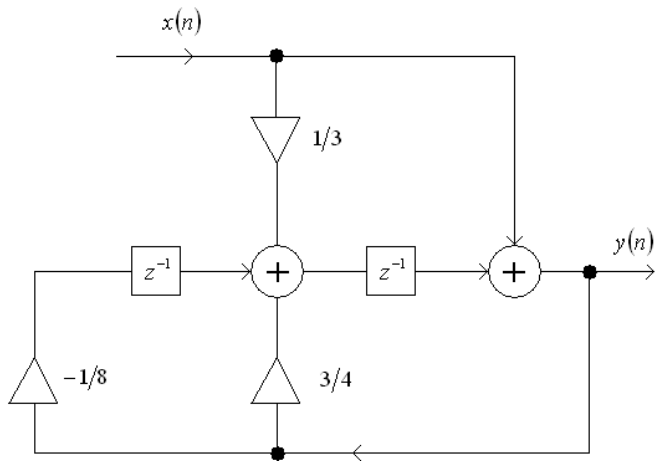 x(n)
1/3
y(n)
z⁻¹
+
z⁻¹
+
−1/8
3/4